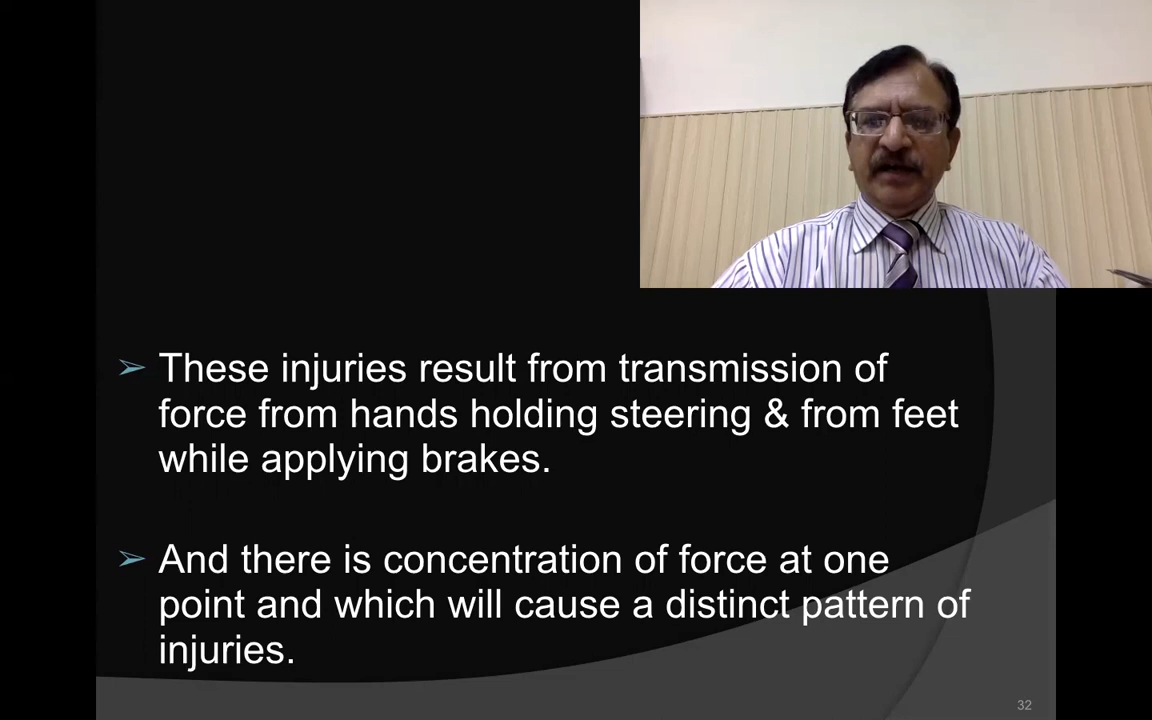 These injuries result from transmission of
force from hands holding steering & from feet
while applying brakes.
And there is concentration of force at one
point and which will cause a distinct pattern of
injuries.
32